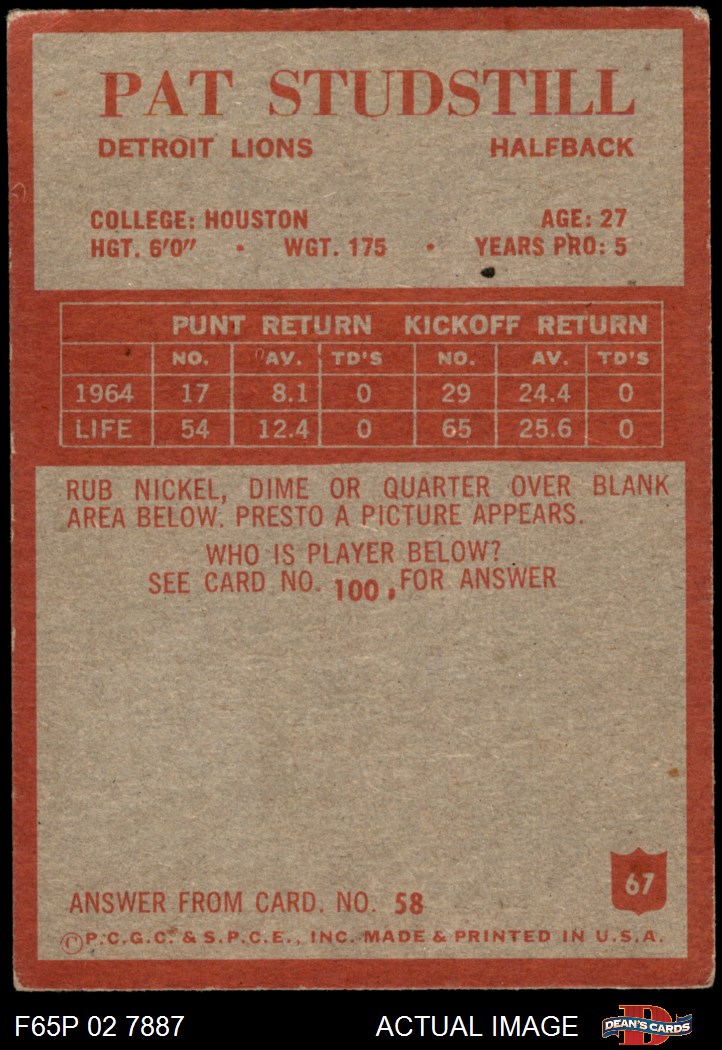 PAT STUDSTILL
DETROIT LIONS HALFBACK
COLLEGE: HOUSTON AGE: 27
HGT. 6'0" • WGT. 175 • YEARS PRO: 5
PUNT RETURN KICKOFF RETURN
NO. AV. TD'S NO. AV. TD'S
1964 17 8.1 0 29 24.4 0
LIFE 54 12.4 0 65 25.6 0
RUB NICKEL, DIME OR QUARTER OVER BLANK
AREA BELOW. PRESTO A PICTURE APPEARS.
WHO IS PLAYER BELOW?
SEE CARD NO. 100, FOR ANSWER
67
ANSWER FROM CARD. NO. 58
©P.C.G.C. & S.P.C.E., INC. MADE & PRINTED IN U.S.A.
F65P 02 7887 ACTUAL IMAGE D DEAN'S CARDS